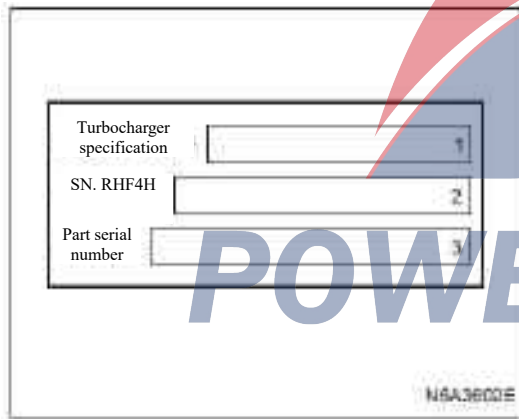 Turbocharger
specification
1
SN. RHF4H
2
Part serial
number
3
POWE
N6A3602E